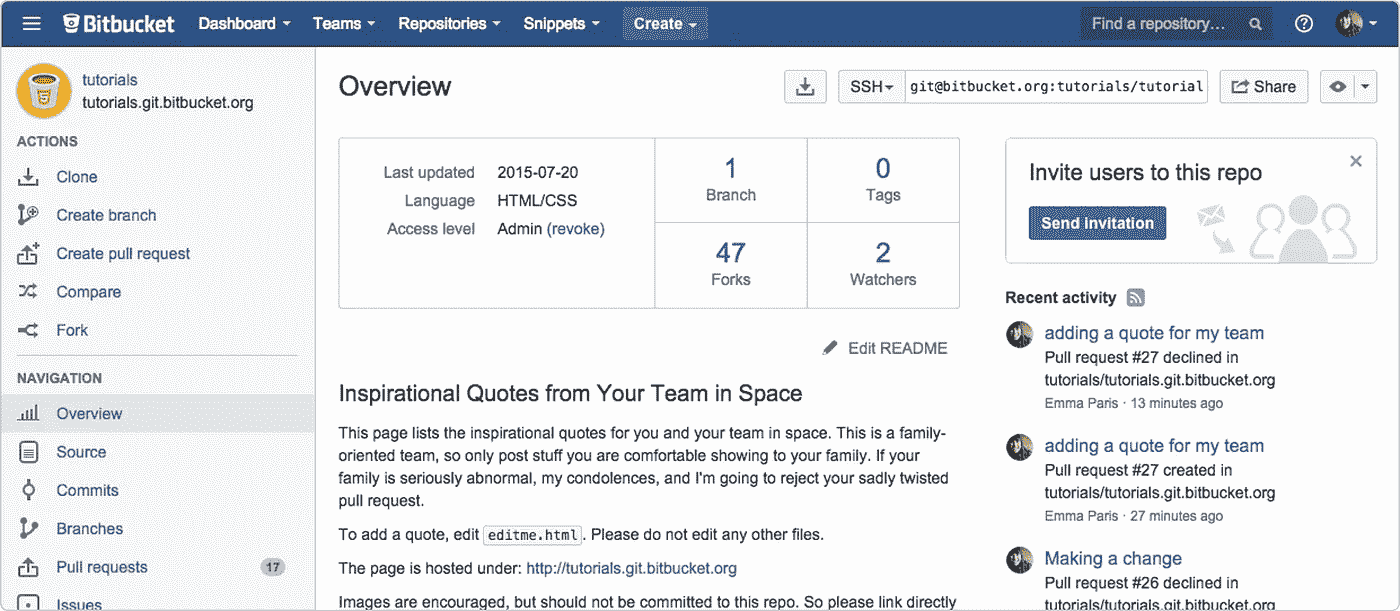 Bitbucket Dashboard Teams Repositories Snippets Create Find a repository...
tutorials
tutorials.git.bitbucket.org
ACTIONS
Clone
Create branch
Create pull request
Compare
Fork
NAVIGATION
Overview
Source
Commits
Branches
Pull requests 17
Issues
Overview
SSH git@bitbucket.org:tutorials/tutorial Share
Last updated 2015-07-20
Language HTML/CSS
Access level Admin (revoke)
1
Branch
0
Tags
47
Forks
2
Watchers
Edit README
Inspirational Quotes from Your Team in Space
This page lists the inspirational quotes for you and your team in space. This is a family-
oriented team, so only post stuff you are comfortable showing to your family. If your
family is seriously abnormal, my condolences, and I'm going to reject your sadly twisted
pull request.
To add a quote, edit editme.html. Please do not edit any other files.
The page is hosted under: http://tutorials.git.bitbucket.org
Images are encouraged, but should not be committed to this repo. So please link directly
Invite users to this repo
Send invitation
Recent activity
adding a quote for my team
Pull request #27 declined in
tutorials/tutorials.git.bitbucket.org
Emma Paris · 13 minutes ago
adding a quote for my team
Pull request #27 created in
tutorials/tutorials.git.bitbucket.org
Emma Paris · 27 minutes ago
Making a change
Pull request #26 declined in
tutorials/tutorials.git.bitbucket.org